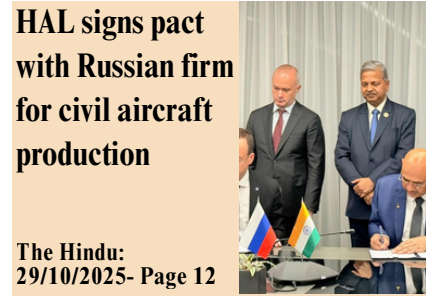 HAL signs pact
with Russian firm
for civil aircraft
production
The Hindu:
29/10/2025- Page 12